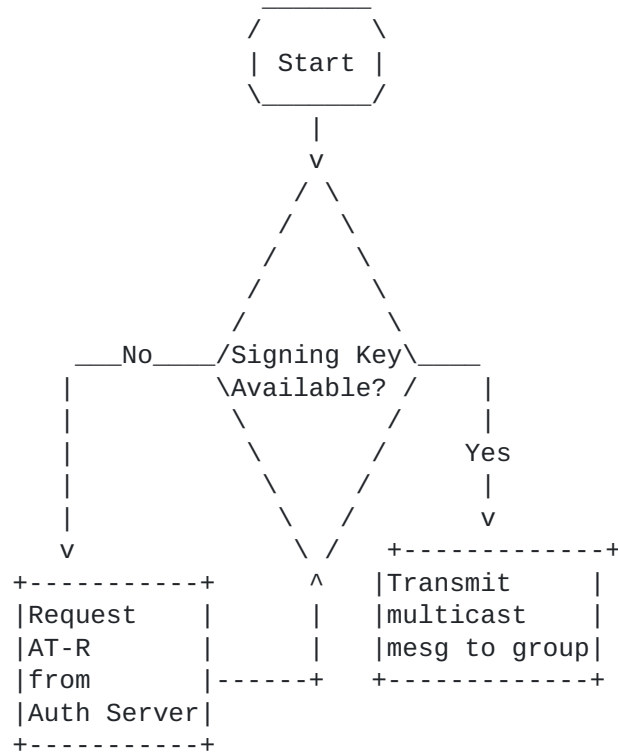 Start
No
Signing Key
Available?
Yes
Transmit
multicast
mesg to group
Request
AT-R
from
Auth Server